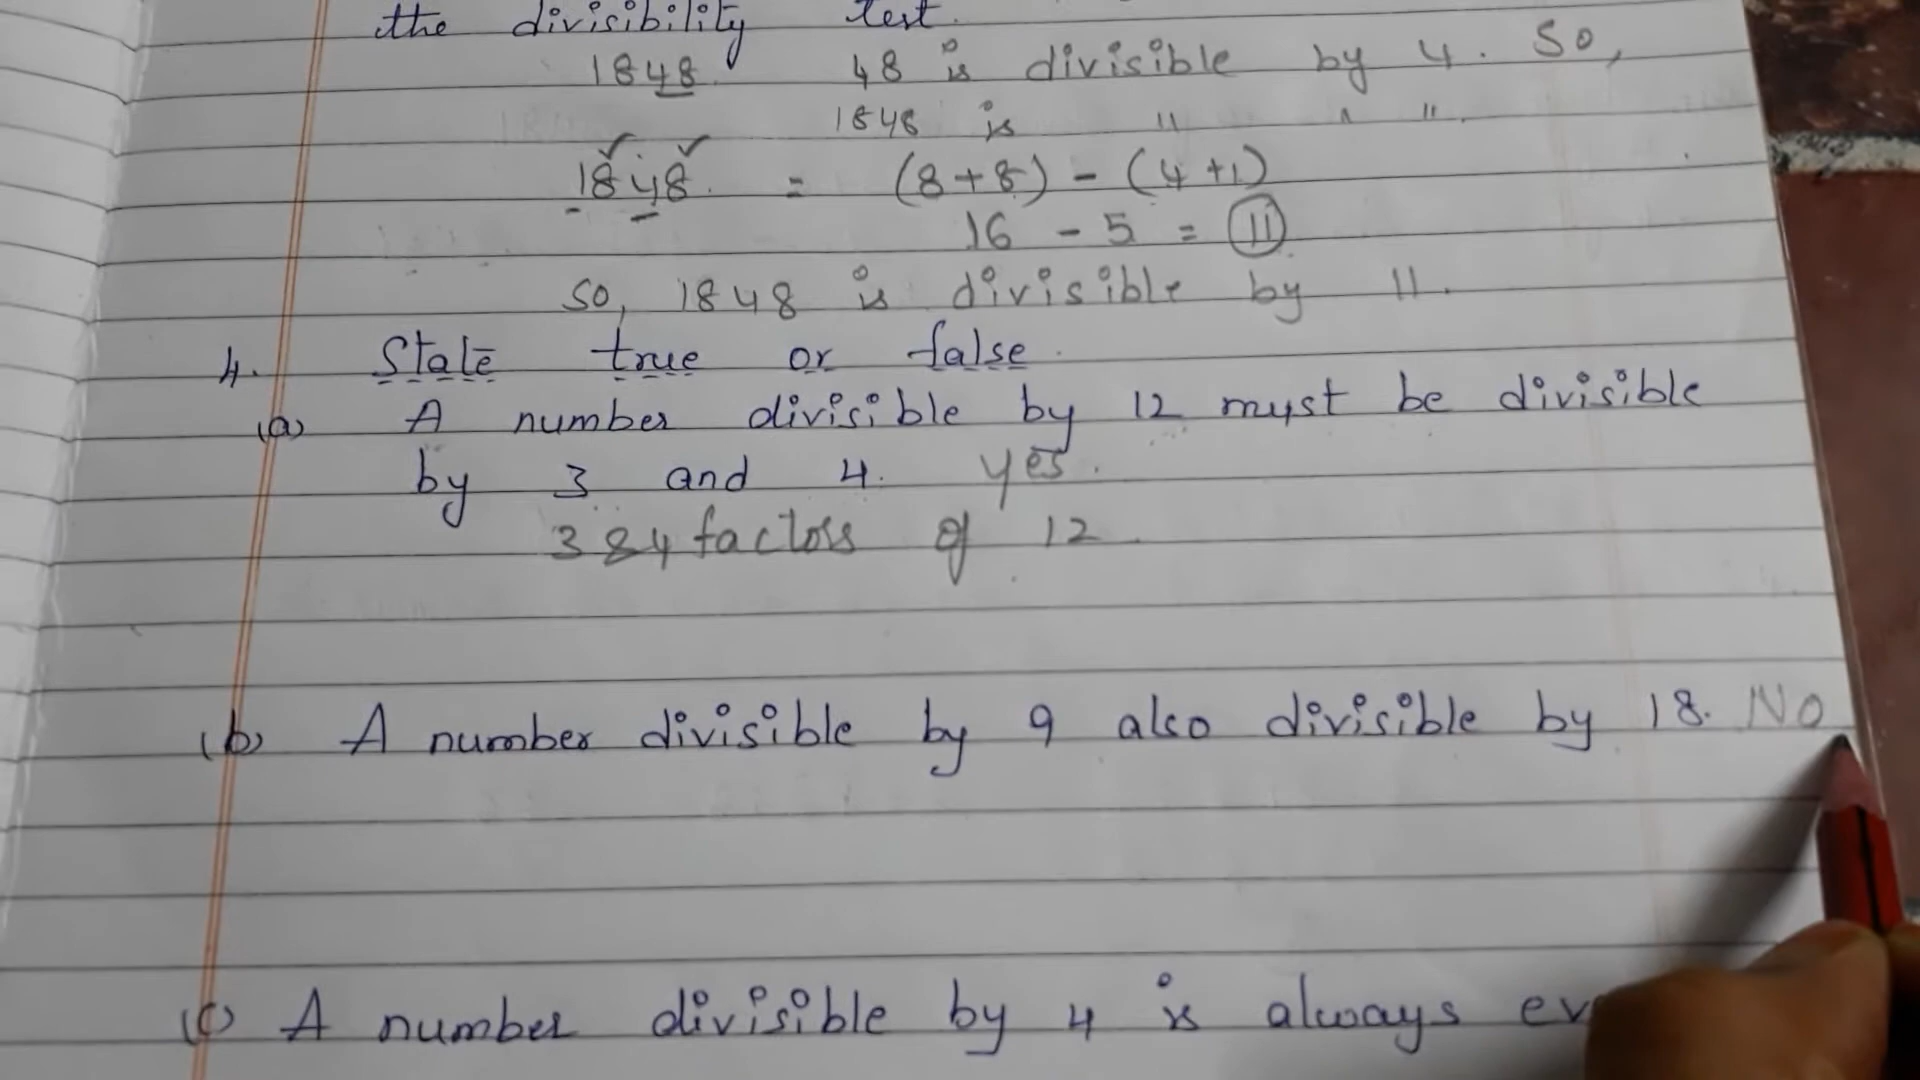 the divisibility test.
1848 48 is divisible by 4. So,
1848 is " " "
1848 = (8+8) - (4+1)
16 - 5 = 11
So, 1848 is divisible by 11.
4. State true or false.
(a) A number divisible by 12 must be divisible
by 3 and 4. yes.
3 & 4 factors of 12
(b) A number divisible by 9 also divisible by 18. No
(c) A number divisible by 4 is always ev